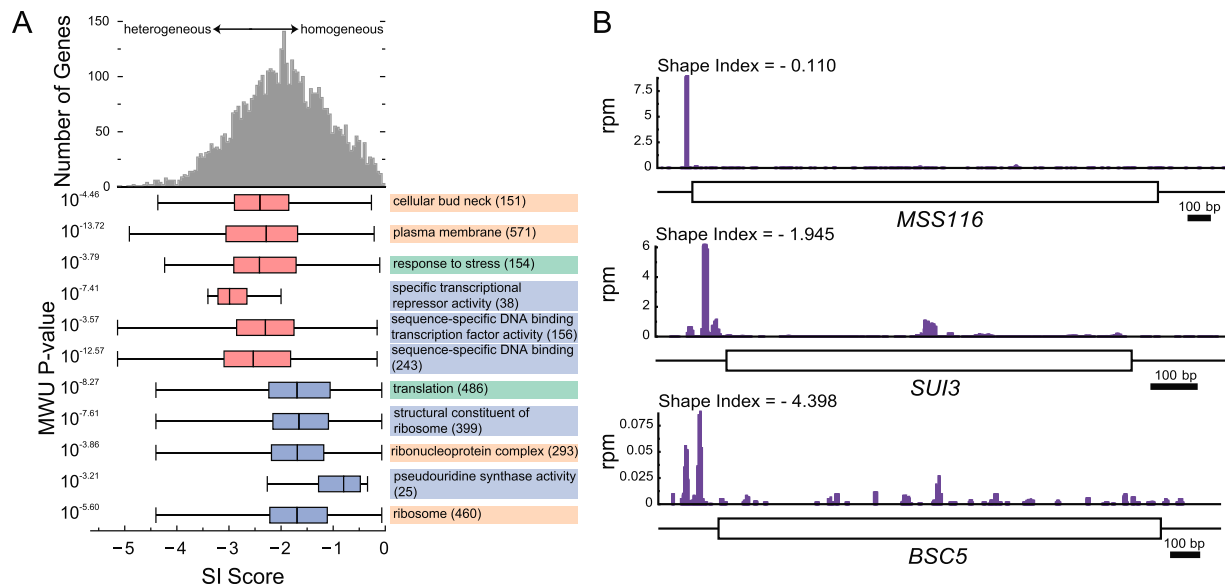 A
heterogeneous
homogeneous
Number of Genes
150
100
50
0
MWU P-value
10^-4.46
cellular bud neck (151)
10^-13.72
plasma membrane (571)
10^-3.79
response to stress (154)
10^-7.41
specific transcriptional
repressor activity (38)
10^-3.57
sequence-specific DNA binding
transcription factor activity (156)
10^-12.57
sequence-specific DNA binding
(243)
10^-8.27
translation (486)
10^-7.61
structural constituent of
ribosome (399)
10^-3.86
ribonucleoprotein complex (293)
10^-3.21
pseudouridine synthase activity
(25)
10^-5.60
ribosome (460)
−5 −4 −3 −2 −1 0
SI Score
B
Shape Index = - 0.110
rpm
7.5
5
2.5
0
MSS116
100 bp
Shape Index = - 1.945
rpm
6
4
2
0
SUI3
100 bp
Shape Index = - 4.398
rpm
0.075
0.05
0.025
0
BSC5
100 bp